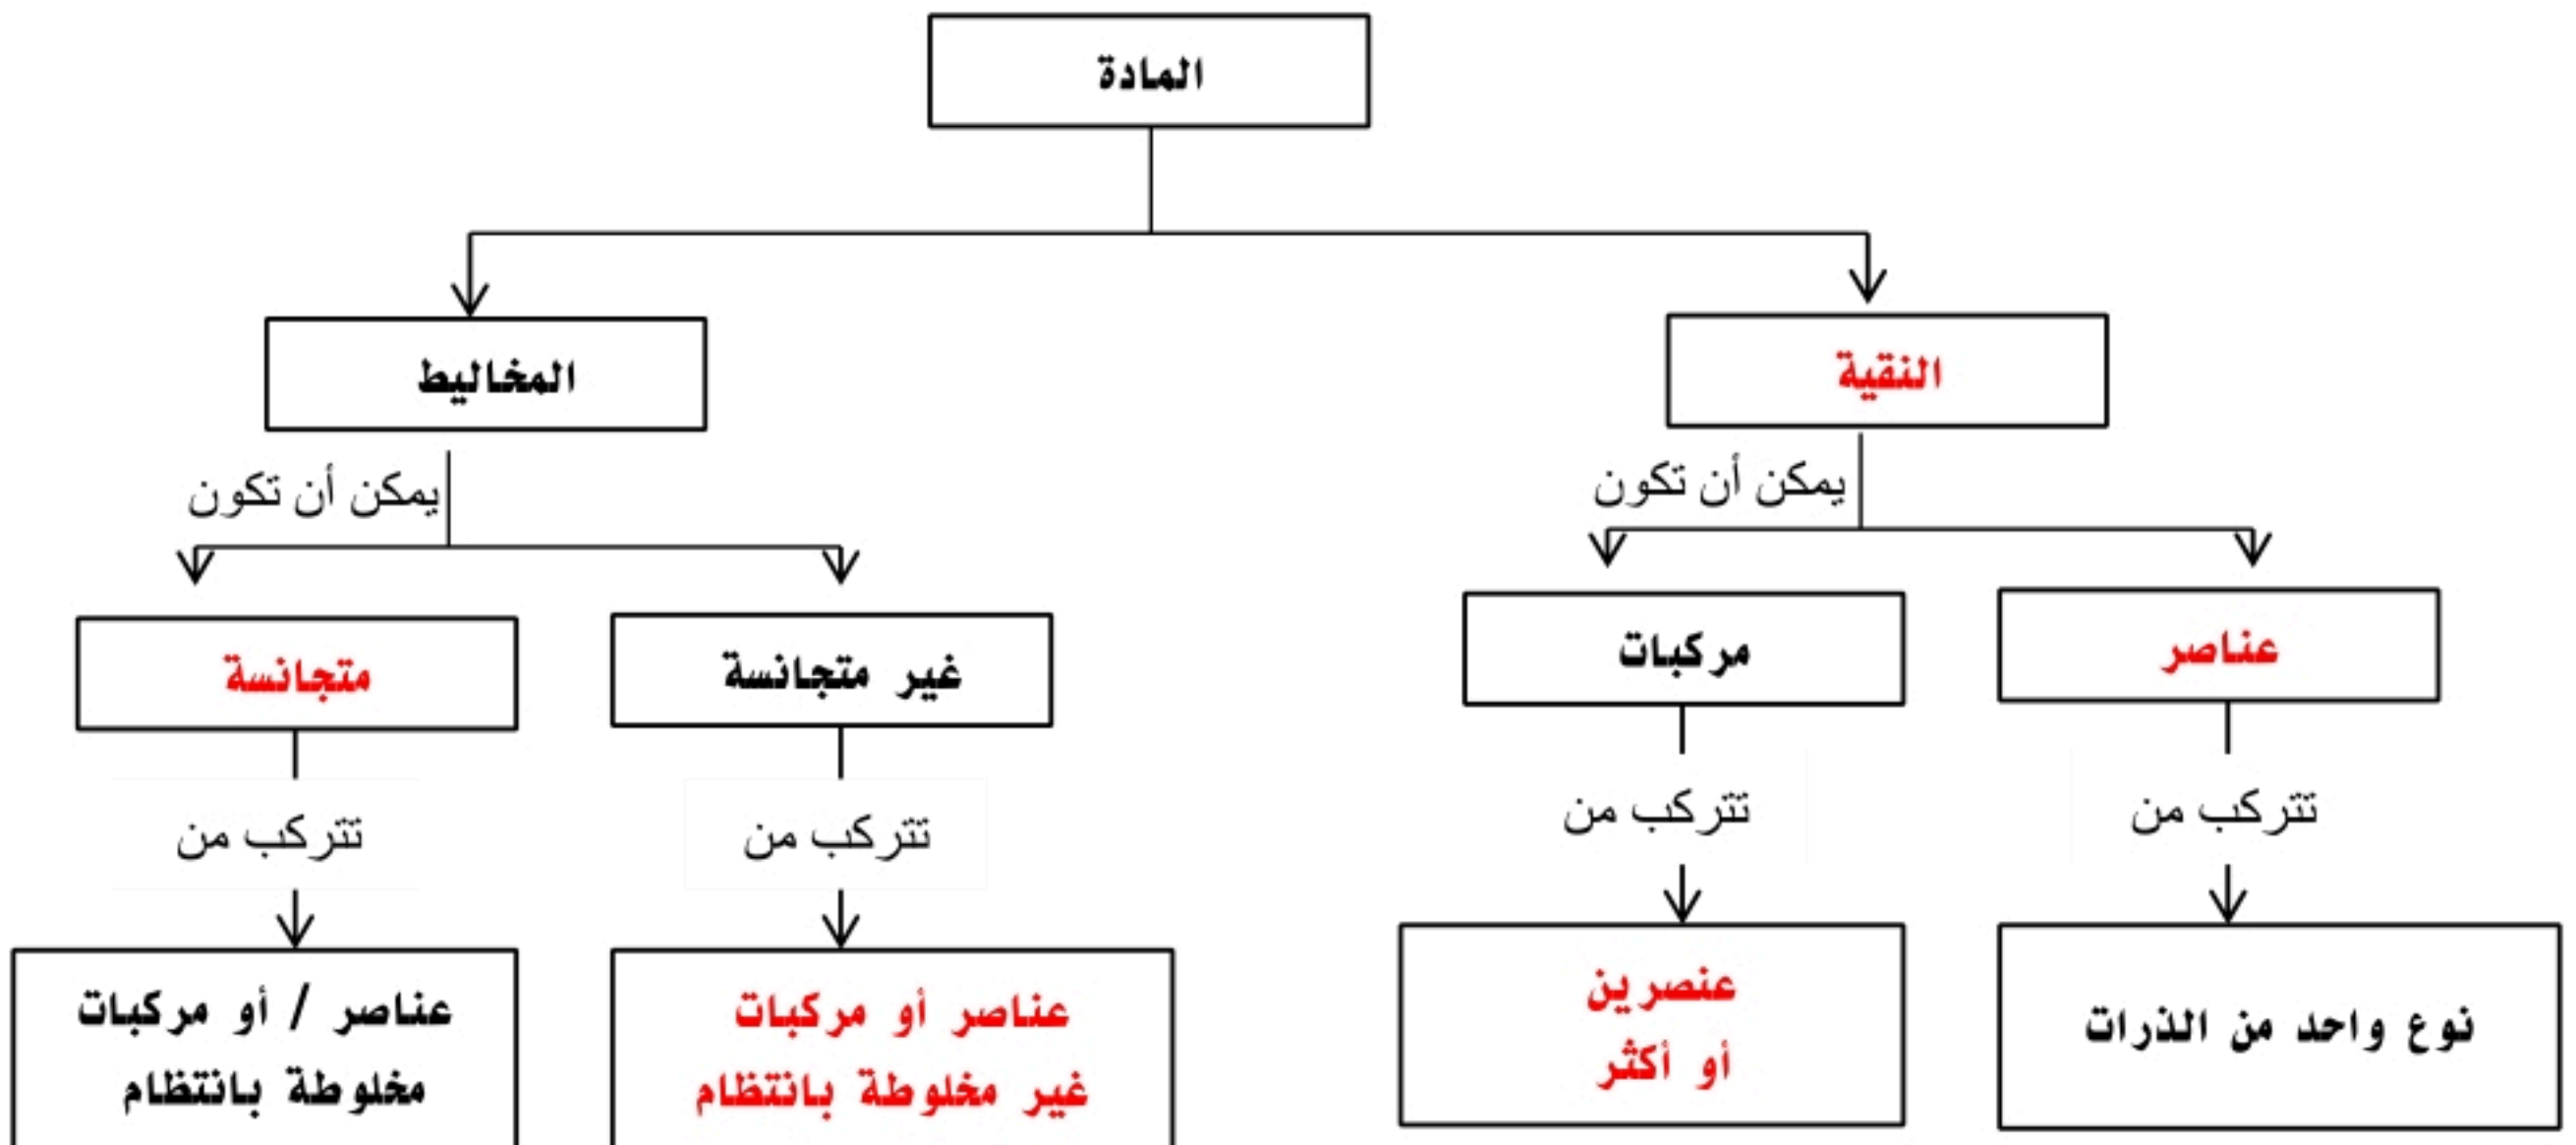 المادة
النقية
المخاليط
يمكن أن تكون
يمكن أن تكون
عناصر
مركبات
غير متجانسة
متجانسة
تتركب من
تتركب من
تتركب من
تتركب من
نوع واحد من الذرات
عنصرين
أو أكثر
عناصر أو مركبات
غير مخلوطة بانتظام
عناصر / أو مركبات
مخلوطة بانتظام